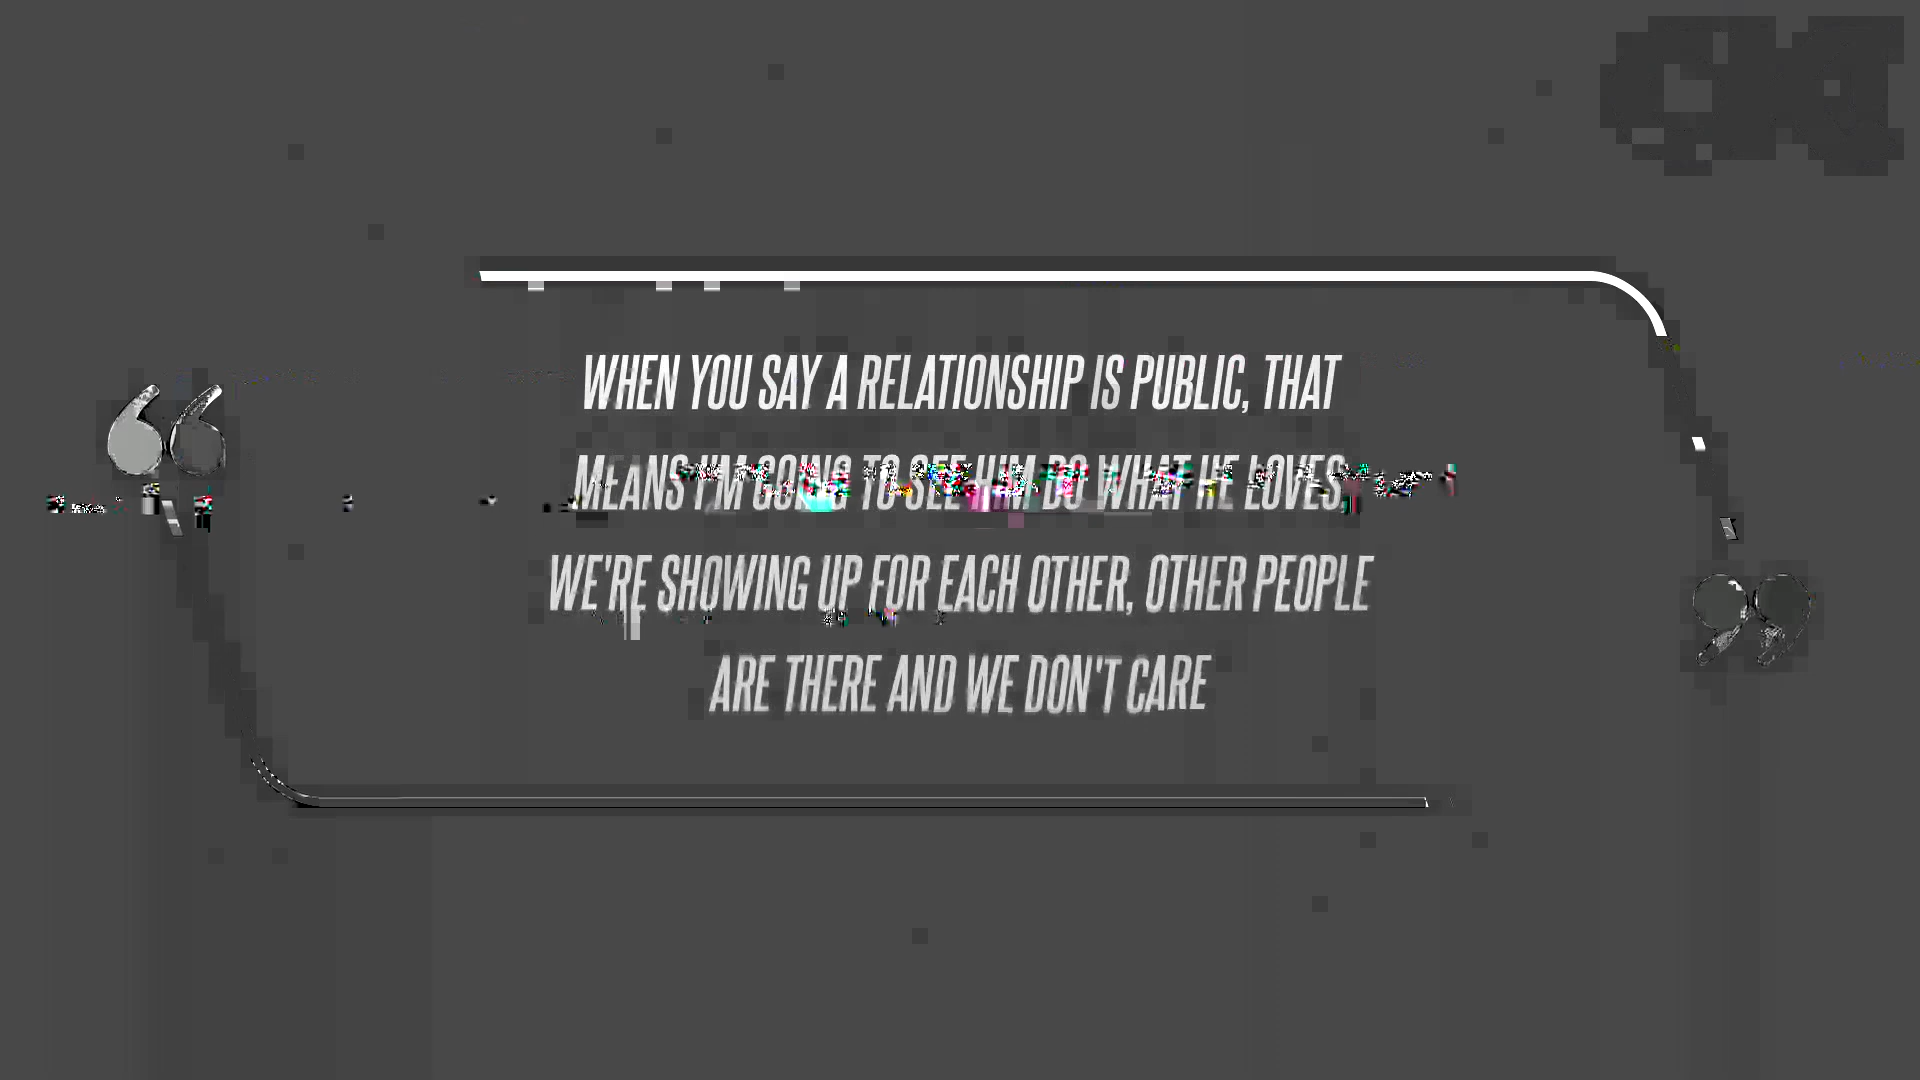 WHEN YOU SAY A RELATIONSHIP IS PUBLIC, THAT
MEANS I'M GOING TO SEE HIM DO WHAT HE LOVES,
WE'RE SHOWING UP FOR EACH OTHER, OTHER PEOPLE
ARE THERE AND WE DON'T CARE